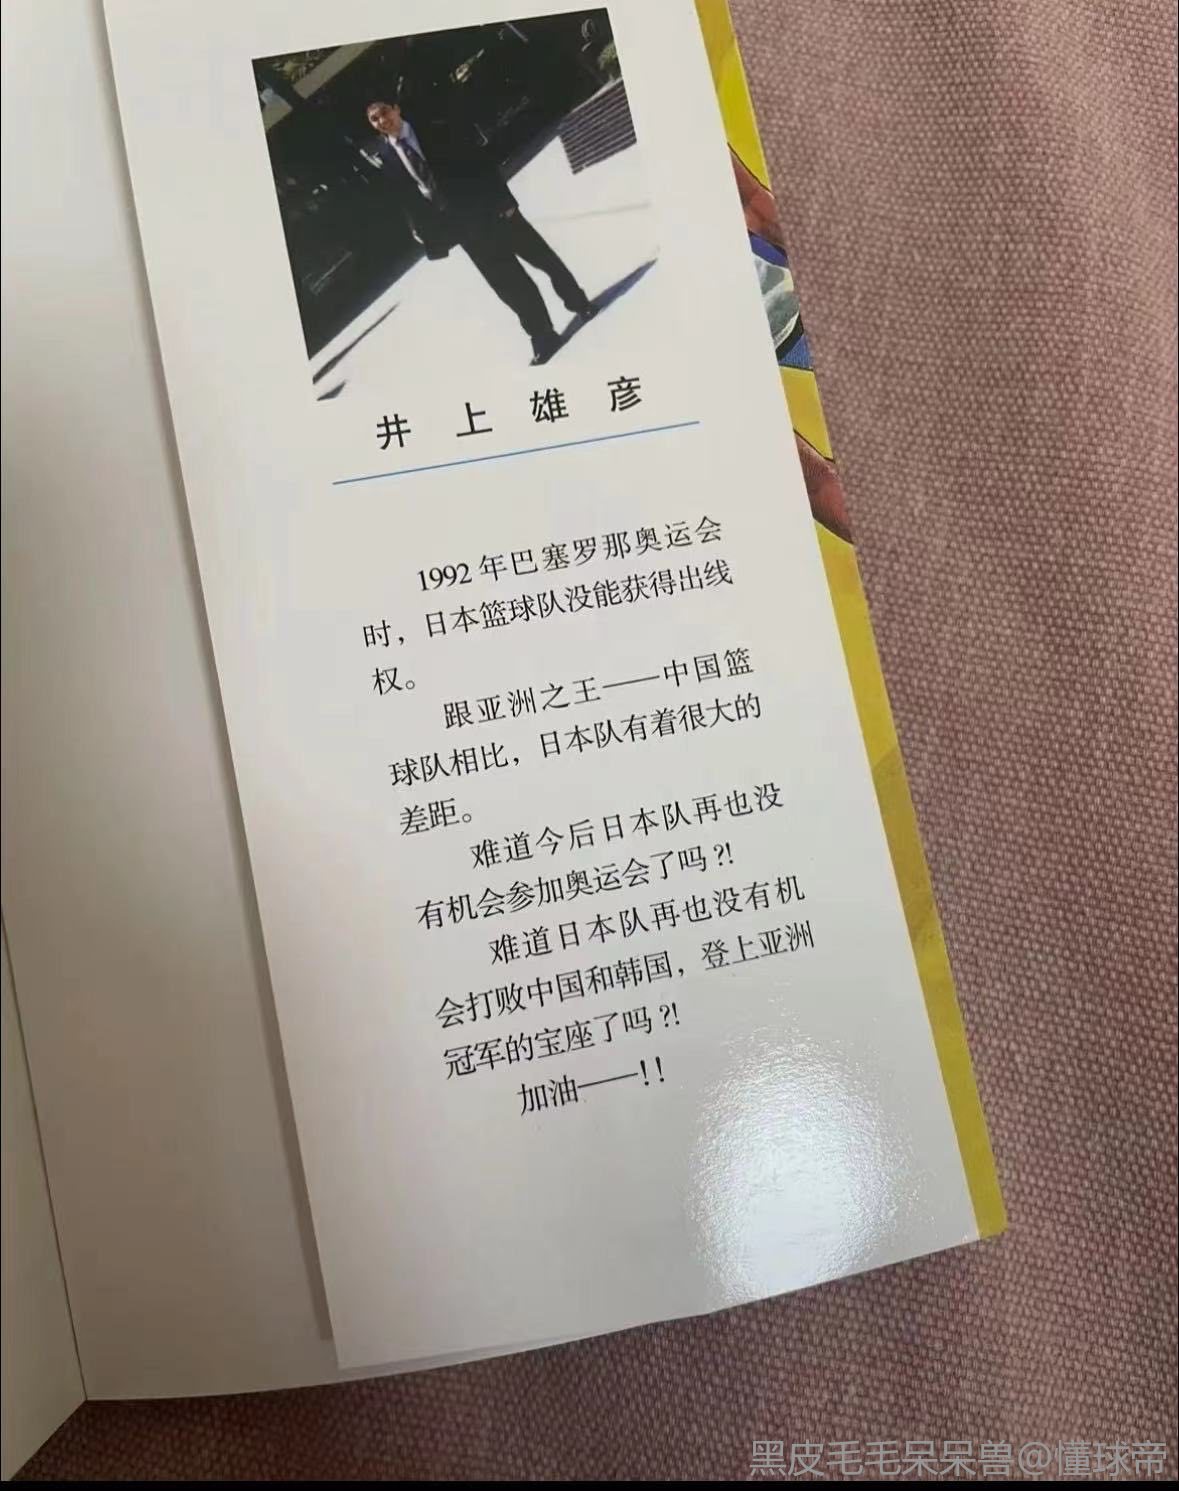 井上雄彦
1992年巴塞罗那奥运会
时，日本篮球队没能获得出线
权。
跟亚洲之王——中国篮
球队相比，日本队有着很大的
差距。
难道今后日本队再也没
有机会参加奥运会了吗?!
难道日本队再也没有机
会打败中国和韩国，登上亚洲
冠军的宝座了吗?!
加油——!!
黑皮毛毛呆呆兽@懂球帝